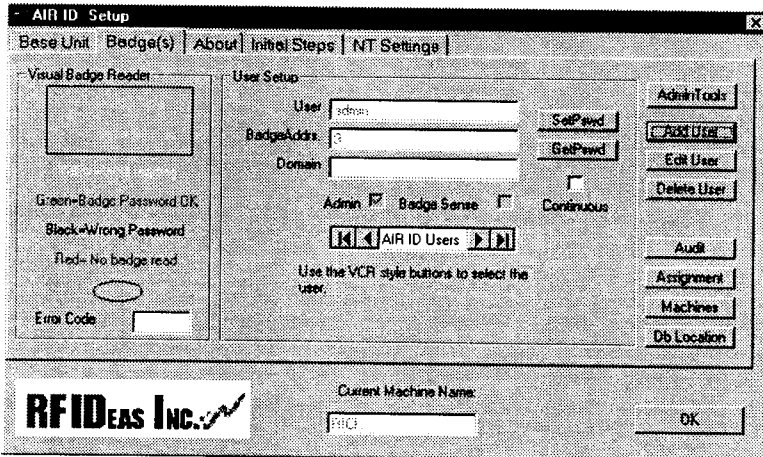 AIR ID Setup
Base Unit Badge(s) About Initial Steps NT Settings
Visual Badge Reader
Green=Badge Password OK
Black=Wrong Password
Red= No badge read
Error Code
User Setup
User admin
BadgeAddrs. 3
Domain
SetPswd
GetPswd
Admin Badge Sense Continuous
AIR ID Users
Use the VCR style buttons to select the
user.
AdminTools
Add User
Edit User
Delete User
Audit
Assignment
Machines
Db Location
RF IDEAS INC.
Current Machine Name:
OK